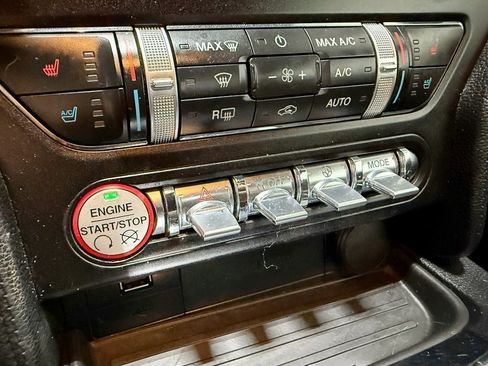 MAX
MAX A/C
A/C
A/C
R
AUTO
MODE
ENGINE
START/STOP